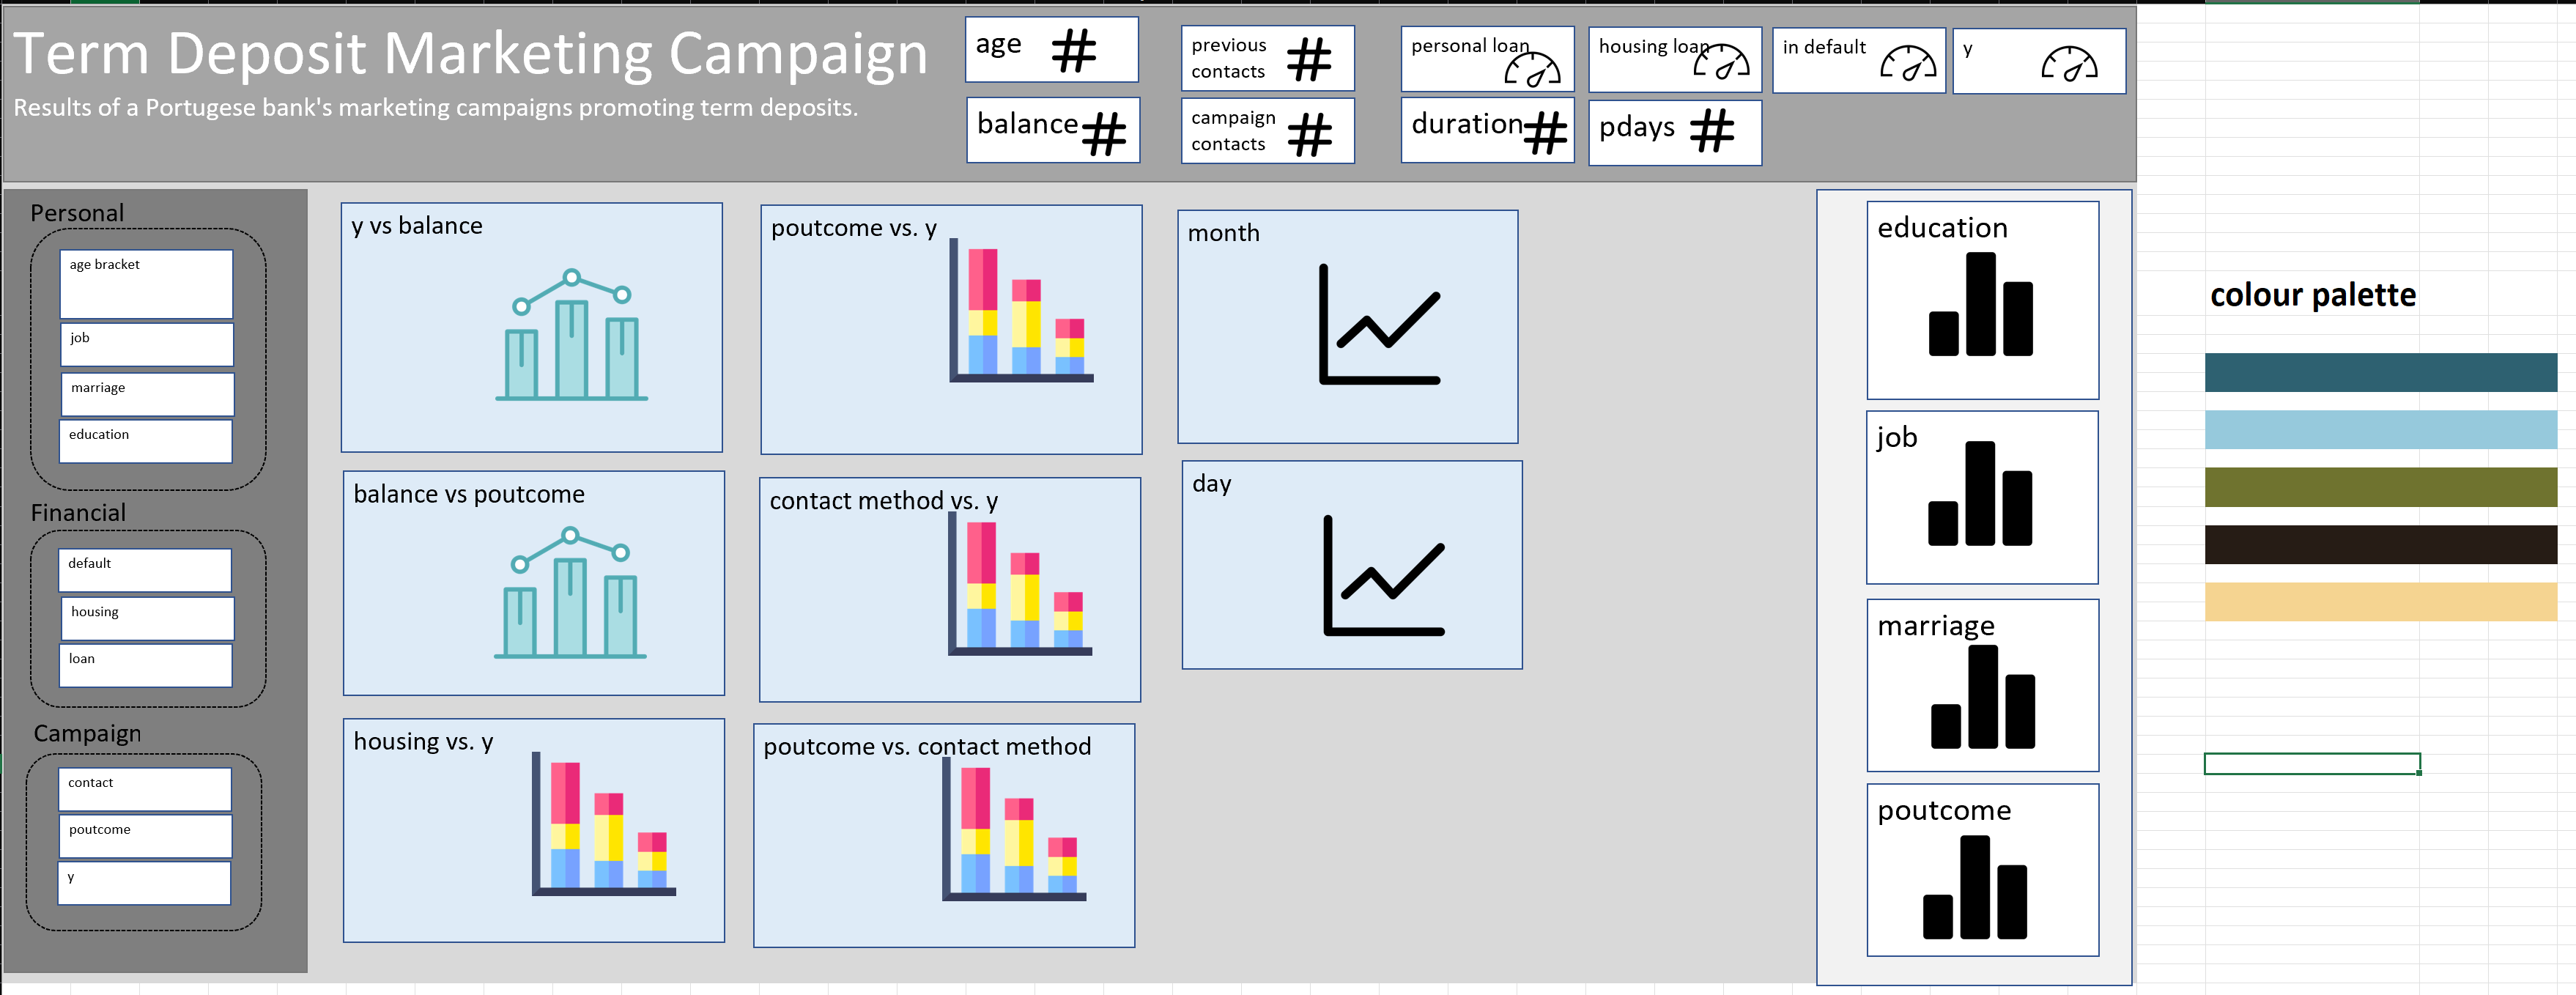 Term Deposit Marketing Campaign
Results of a Portugese bank's marketing campaigns promoting term deposits.
age #
previous
contacts #
personal loan
housing loan
in default
y
balance #
campaign
contacts #
duration #
pdays #
Personal
age bracket
job
marriage
education
Financial
default
housing
loan
Campaign
contact
poutcome
y
y vs balance
poutcome vs. y
month
balance vs poutcome
contact method vs. y
day
housing vs. y
poutcome vs. contact method
education
job
marriage
poutcome
colour palette